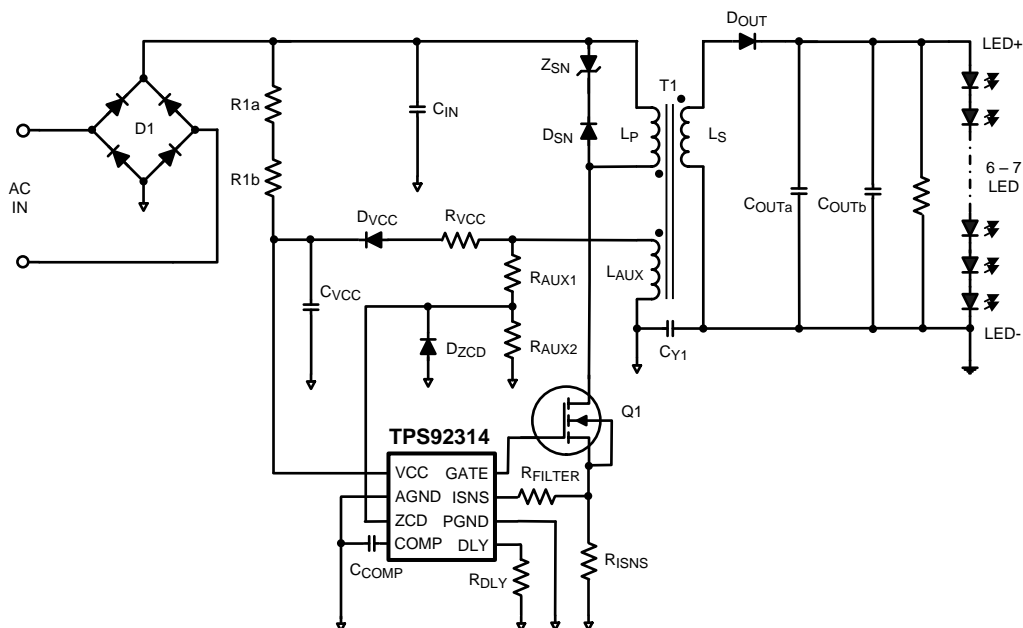 DOUT
LED+
ZSN
T1
R1a
CIN
D1
DSN
LP
LS
6 – 7
LED
R1b
AC
IN
COUTa
COUTb
DVCC
RVCC
RAUX1
LAUX
CVCC
DZCD
RAUX2
CY1
LED-
Q1
TPS92314
VCC GATE
RFILTER
AGND ISNS
ZCD PGND
COMP DLY
CCOMP
RDLY
RISNS